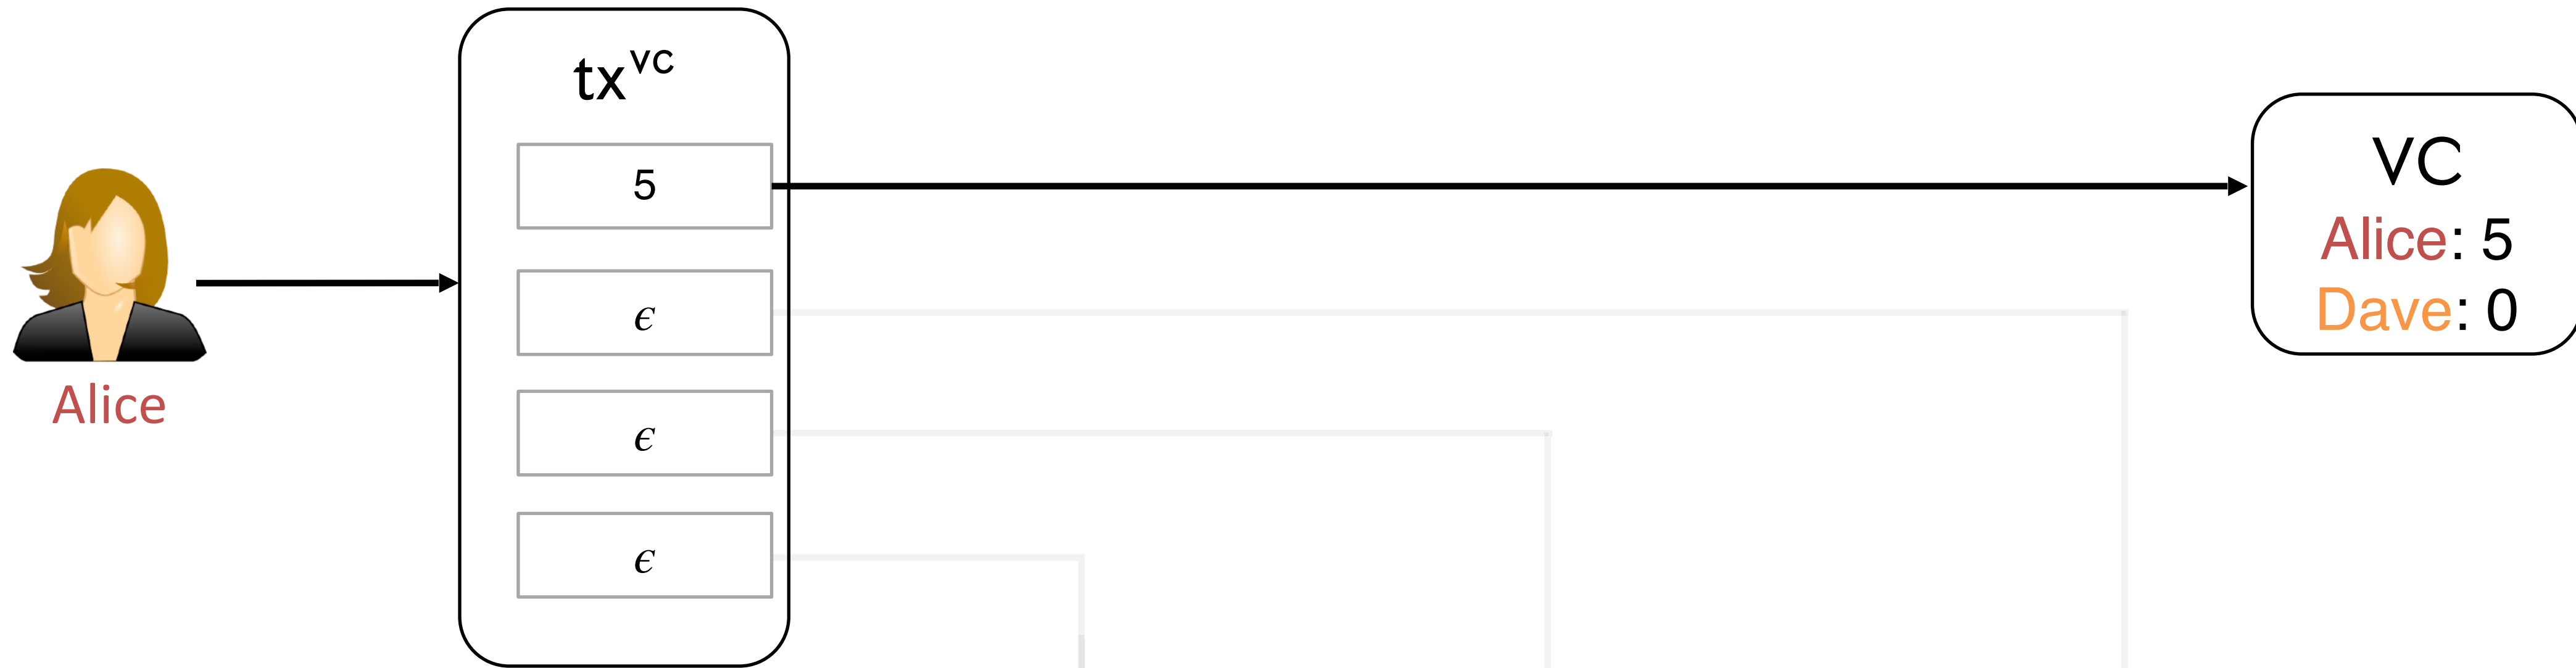 tx^vc
5
ϵ
ϵ
ϵ
Alice
VC
Alice: 5
Dave: 0